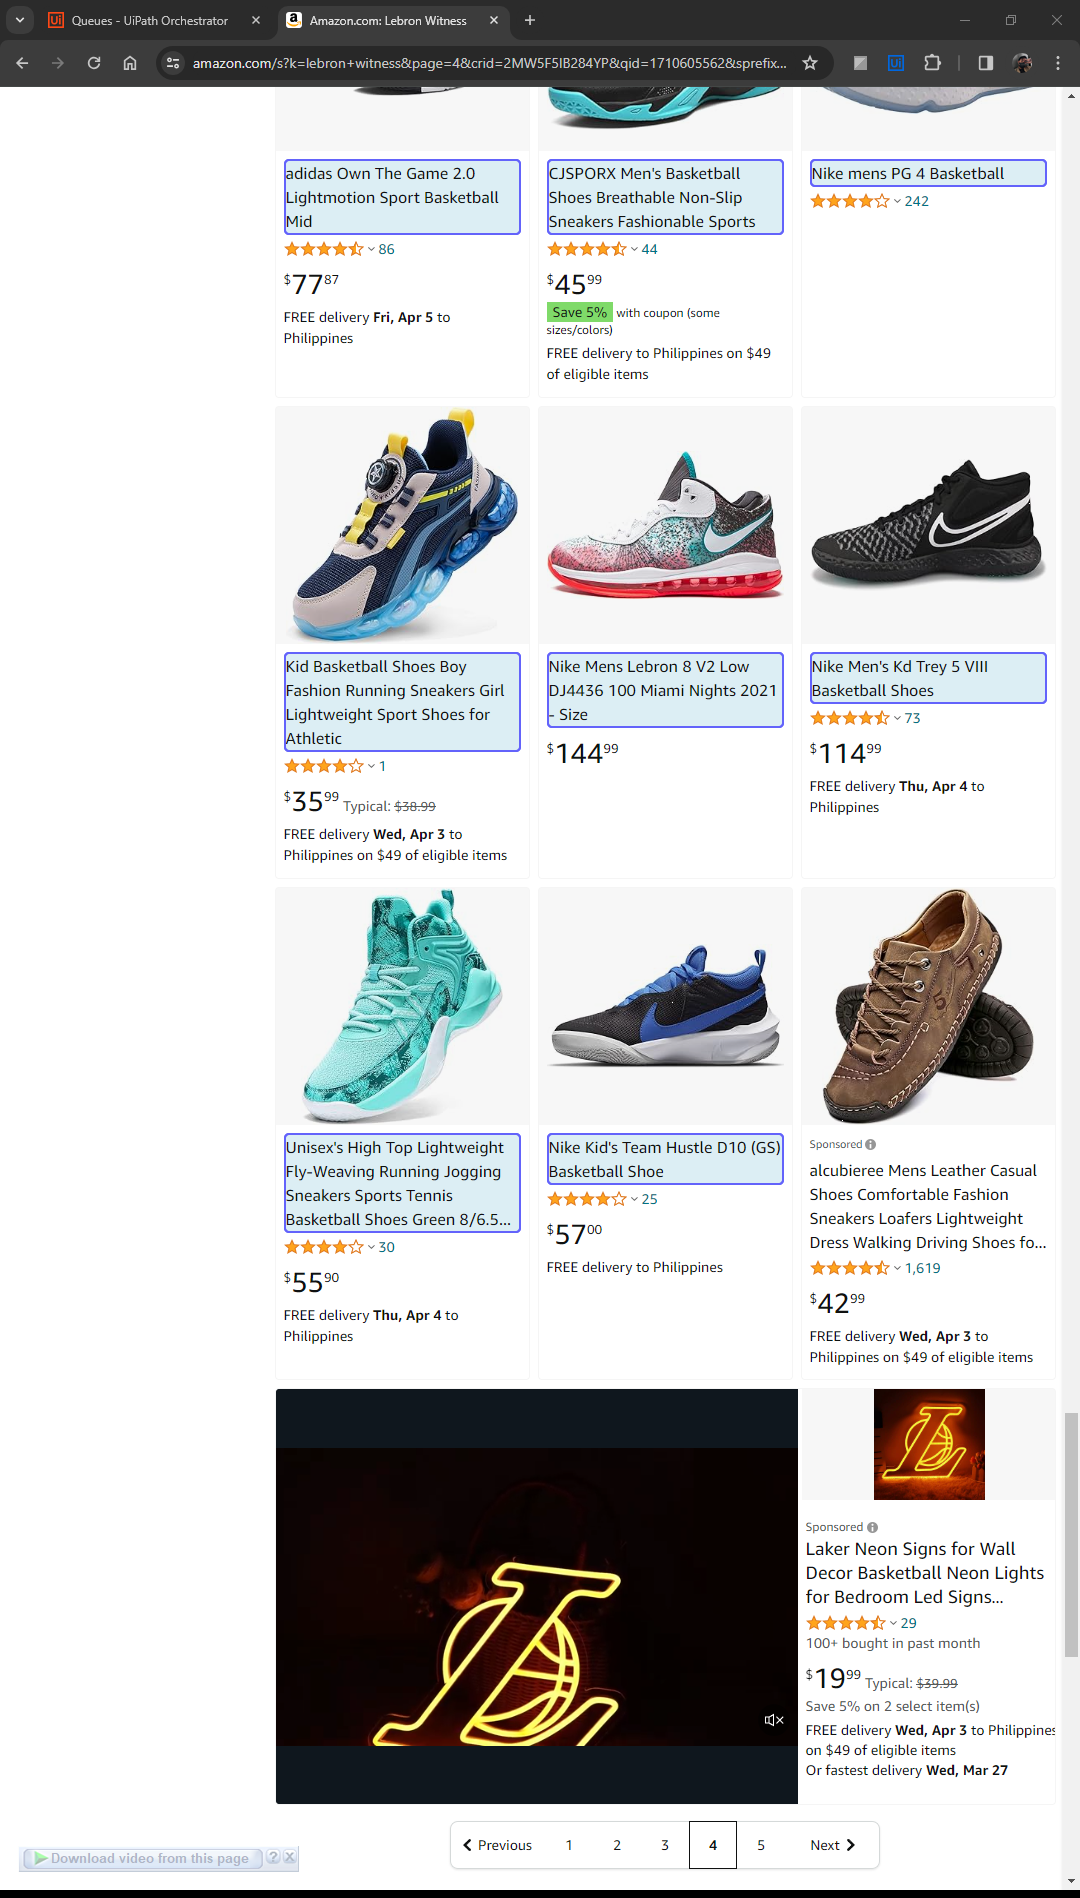 Queues - UiPath Orchestrator
Amazon.com: Lebron Witness
amazon.com/s?k=lebron+witness&page=4&crid=2MW5F5IB284YP&qid=1710605562&sprefix...
adidas Own The Game 2.0
Lightmotion Sport Basketball
Mid
86
$77.87
FREE delivery Fri, Apr 5 to
Philippines
CJSPORX Men's Basketball
Shoes Breathable Non-Slip
Sneakers Fashionable Sports
44
$45.99
Save 5% with coupon (some
sizes/colors)
FREE delivery to Philippines on $49
of eligible items
Nike mens PG 4 Basketball
242
Kid Basketball Shoes Boy
Fashion Running Sneakers Girl
Lightweight Sport Shoes for
Athletic
1
$35.99 Typical: $38.99
FREE delivery Wed, Apr 3 to
Philippines on $49 of eligible items
Nike Mens Lebron 8 V2 Low
DJ4436 100 Miami Nights 2021
- Size
$144.99
Nike Men's Kd Trey 5 VIII
Basketball Shoes
73
$114.99
FREE delivery Thu, Apr 4 to
Philippines
Unisex's High Top Lightweight
Fly-Weaving Running Jogging
Sneakers Sports Tennis
Basketball Shoes Green 8/6.5...
30
$55.90
FREE delivery Thu, Apr 4 to
Philippines
Nike Kid's Team Hustle D10 (GS)
Basketball Shoe
25
$57.00
FREE delivery to Philippines
Sponsored
alcubieree Mens Leather Casual
Shoes Comfortable Fashion
Sneakers Loafers Lightweight
Dress Walking Driving Shoes fo...
1,619
$42.99
FREE delivery Wed, Apr 3 to
Philippines on $49 of eligible items
Sponsored
Laker Neon Signs for Wall
Decor Basketball Neon Lights
for Bedroom Led Signs...
29
100+ bought in past month
$19.99 Typical: $39.99
Save 5% on 2 select item(s)
FREE delivery Wed, Apr 3 to Philippines
on $49 of eligible items
Or fastest delivery Wed, Mar 27
Previous 1 2 3 4 5 Next
Download video from this page ? X